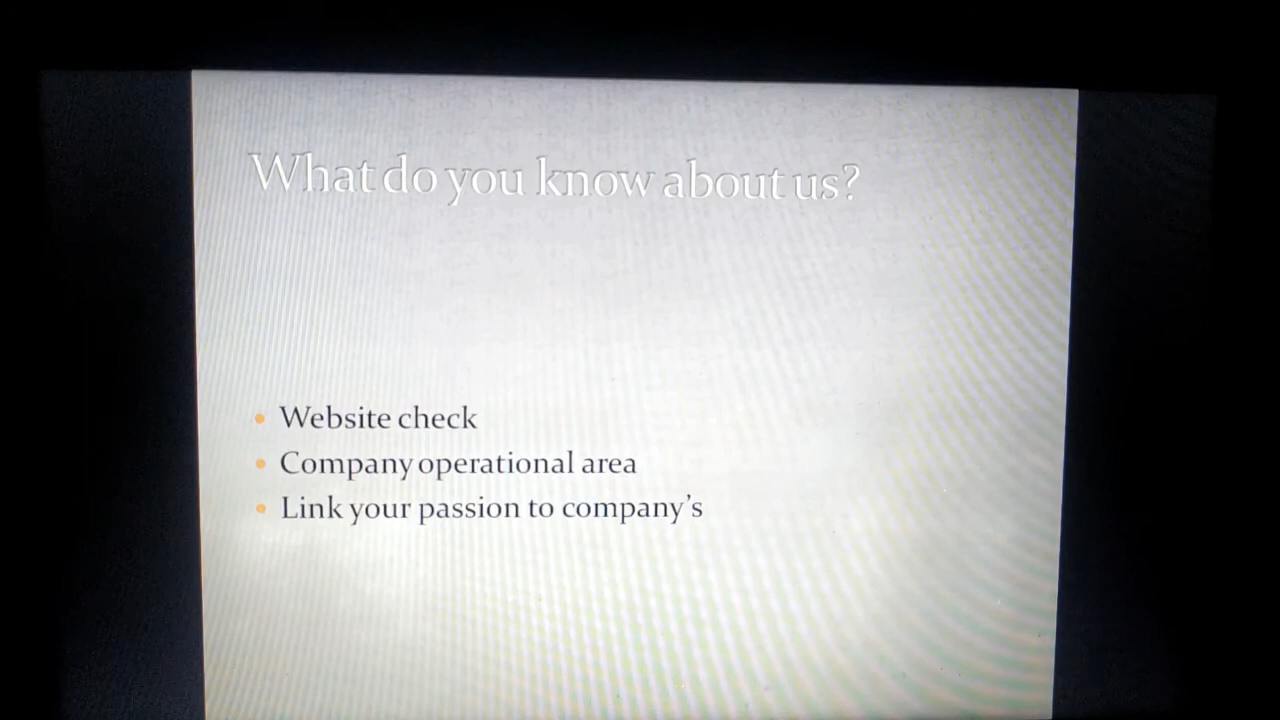 What do you know about us?
Website check
Company operational area
Link your passion to company's